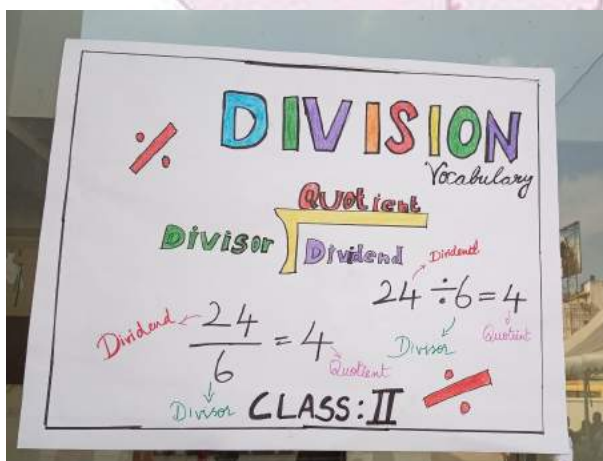 DIVISION
Vocabulary
Quotient
Divisor Dividend
Dividend
24 ÷ 6 = 4
Divisor Quotient
Dividend 24
6 = 4
Quotient
Divisor
CLASS: II